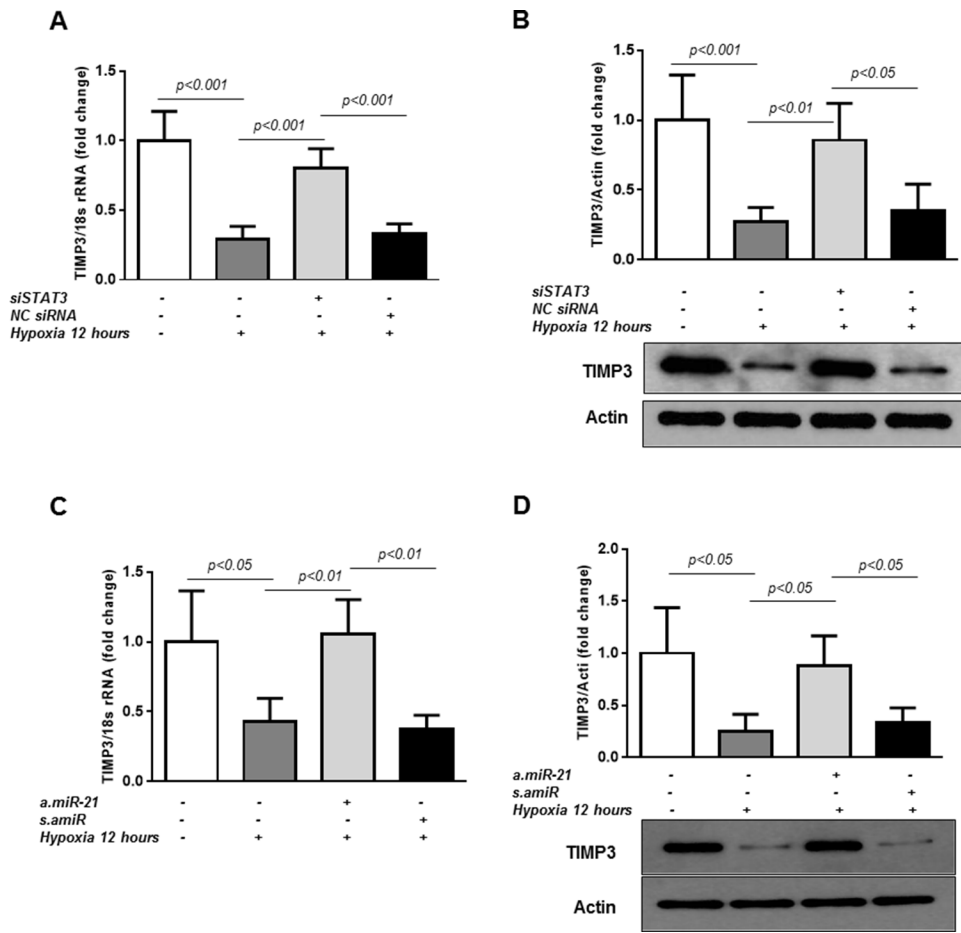 A
TIMP3/18s rRNA (fold change)
1.5
1.0
0.5
0.0
p<0.001
p<0.001
p<0.001
siSTAT3 - - + -
NC siRNA - - - +
Hypoxia 12 hours - + + +
B
TIMP3/Actin (fold change)
1.5
1.0
0.5
0.0
p<0.001
p<0.01
p<0.05
siSTAT3 - - + -
NC siRNA - - - +
Hypoxia 12 hours - + + +
TIMP3
Actin
C
TIMP3/18s rRNA (fold change)
1.5
1.0
0.5
0.0
p<0.05
p<0.01
p<0.01
a.miR-21 - - + -
s.amiR - - - +
Hypoxia 12 hours - + + +
D
TIMP3/Acti (fold change)
2.0
1.5
1.0
0.5
0.0
p<0.05
p<0.05
p<0.05
a.miR-21 - - + -
s.amiR - - - +
Hypoxia 12 hours - + + +
TIMP3
Actin